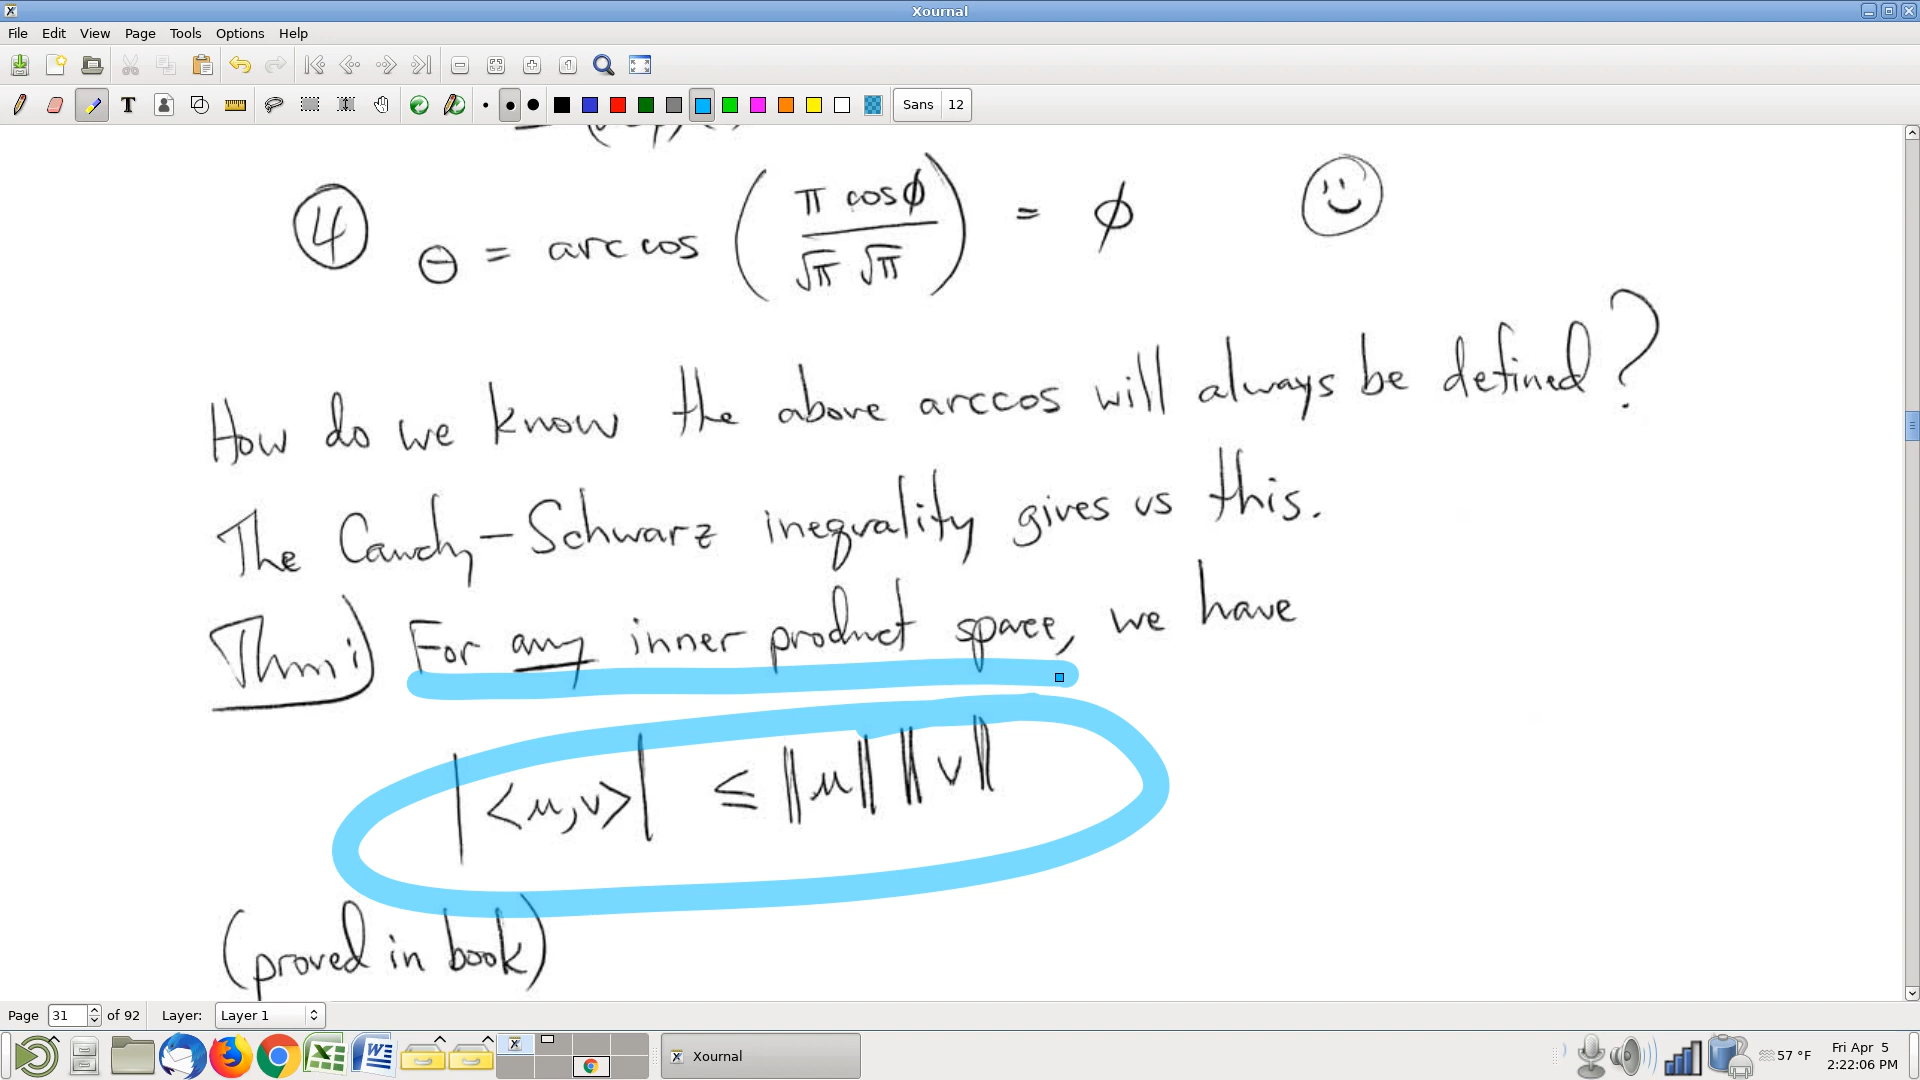 Xournal
File Edit View Page Tools Options Help
Sans 12
④ θ = arccos ( π cosϕ / √π √π ) = ϕ
How do we know the above arccos will always be defined?
The Cauchy-Schwarz inequality gives us this.
Thm:) For any inner product space, we have
|<u,v>| ≤ ||u|| ||v||
(proved in book)
Page 31 of 92 Layer: Layer 1
Xournal
57 °F
Fri Apr 5
2:22:06 PM